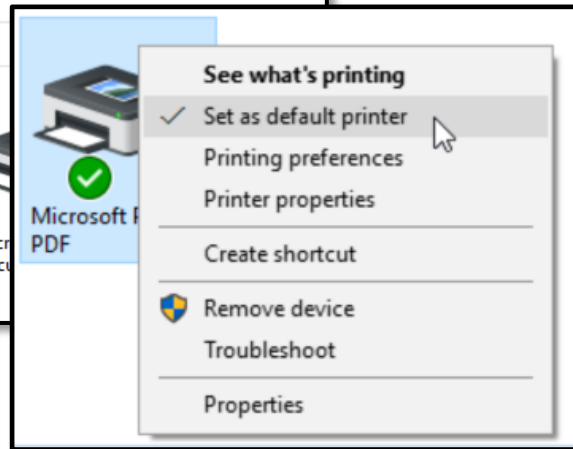 See what's printing
Set as default printer
Printing preferences
Printer properties
Microsoft
PDF
Create shortcut
Remove device
Troubleshoot
Properties